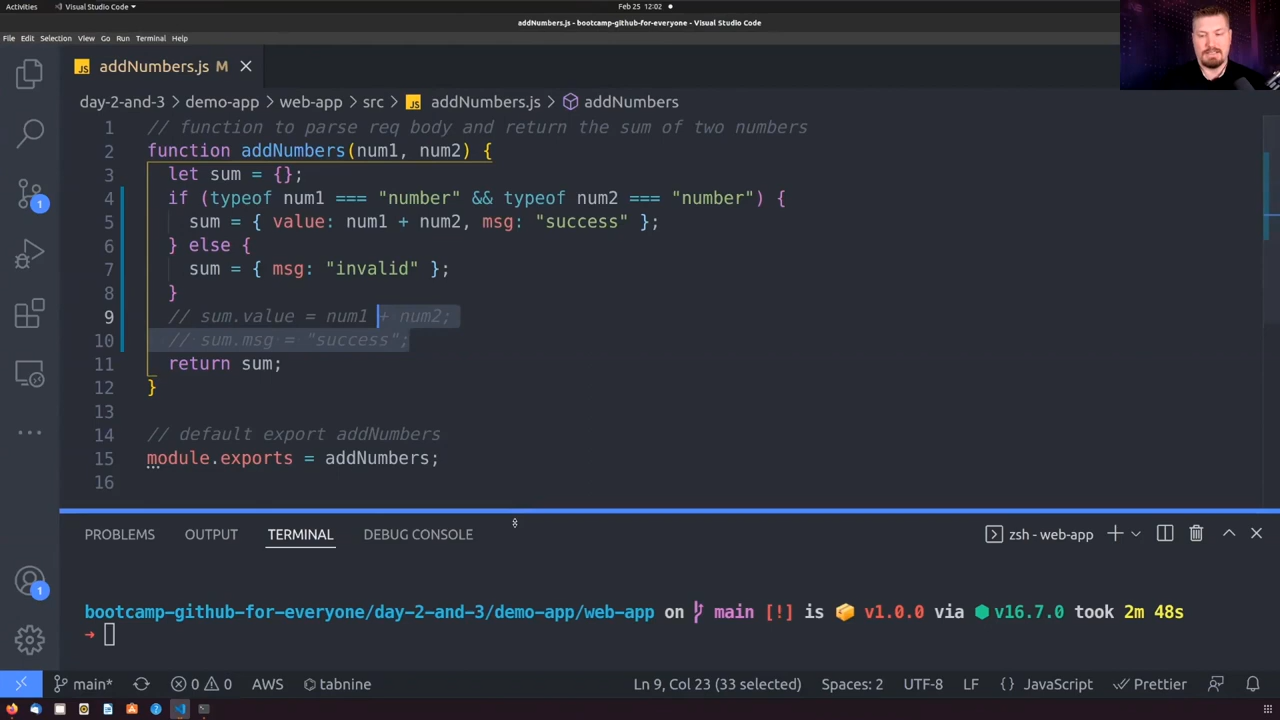 Activities Visual Studio Code Feb 25 12:02
addNumbers.js - bootcamp-github-for-everyone - Visual Studio Code
File Edit Selection View Go Run Terminal Help
JS addNumbers.js M
day-2-and-3 > demo-app > web-app > src > JS addNumbers.js > addNumbers
1 // function to parse req body and return the sum of two numbers
2 function addNumbers(num1, num2) {
3 let sum = {};
4 if (typeof num1 === "number" && typeof num2 === "number") {
5 sum = { value: num1 + num2, msg: "success" };
6 } else {
7 sum = { msg: "invalid" };
8 }
9 // sum.value = num1 + num2;
10 // sum.msg = "success";
11 return sum;
12 }
13
14 // default export addNumbers
15 module.exports = addNumbers;
16
1
PROBLEMS OUTPUT TERMINAL DEBUG CONSOLE zsh - web-app
bootcamp-github-for-everyone/day-2-and-3/demo-app/web-app on main [!] is 📦 v1.0.0 via ⬢ v16.7.0 took 2m 48s
➜
1
main* 0 0 AWS tabnine Ln 9, Col 23 (33 selected) Spaces: 2 UTF-8 LF {} JavaScript Prettier